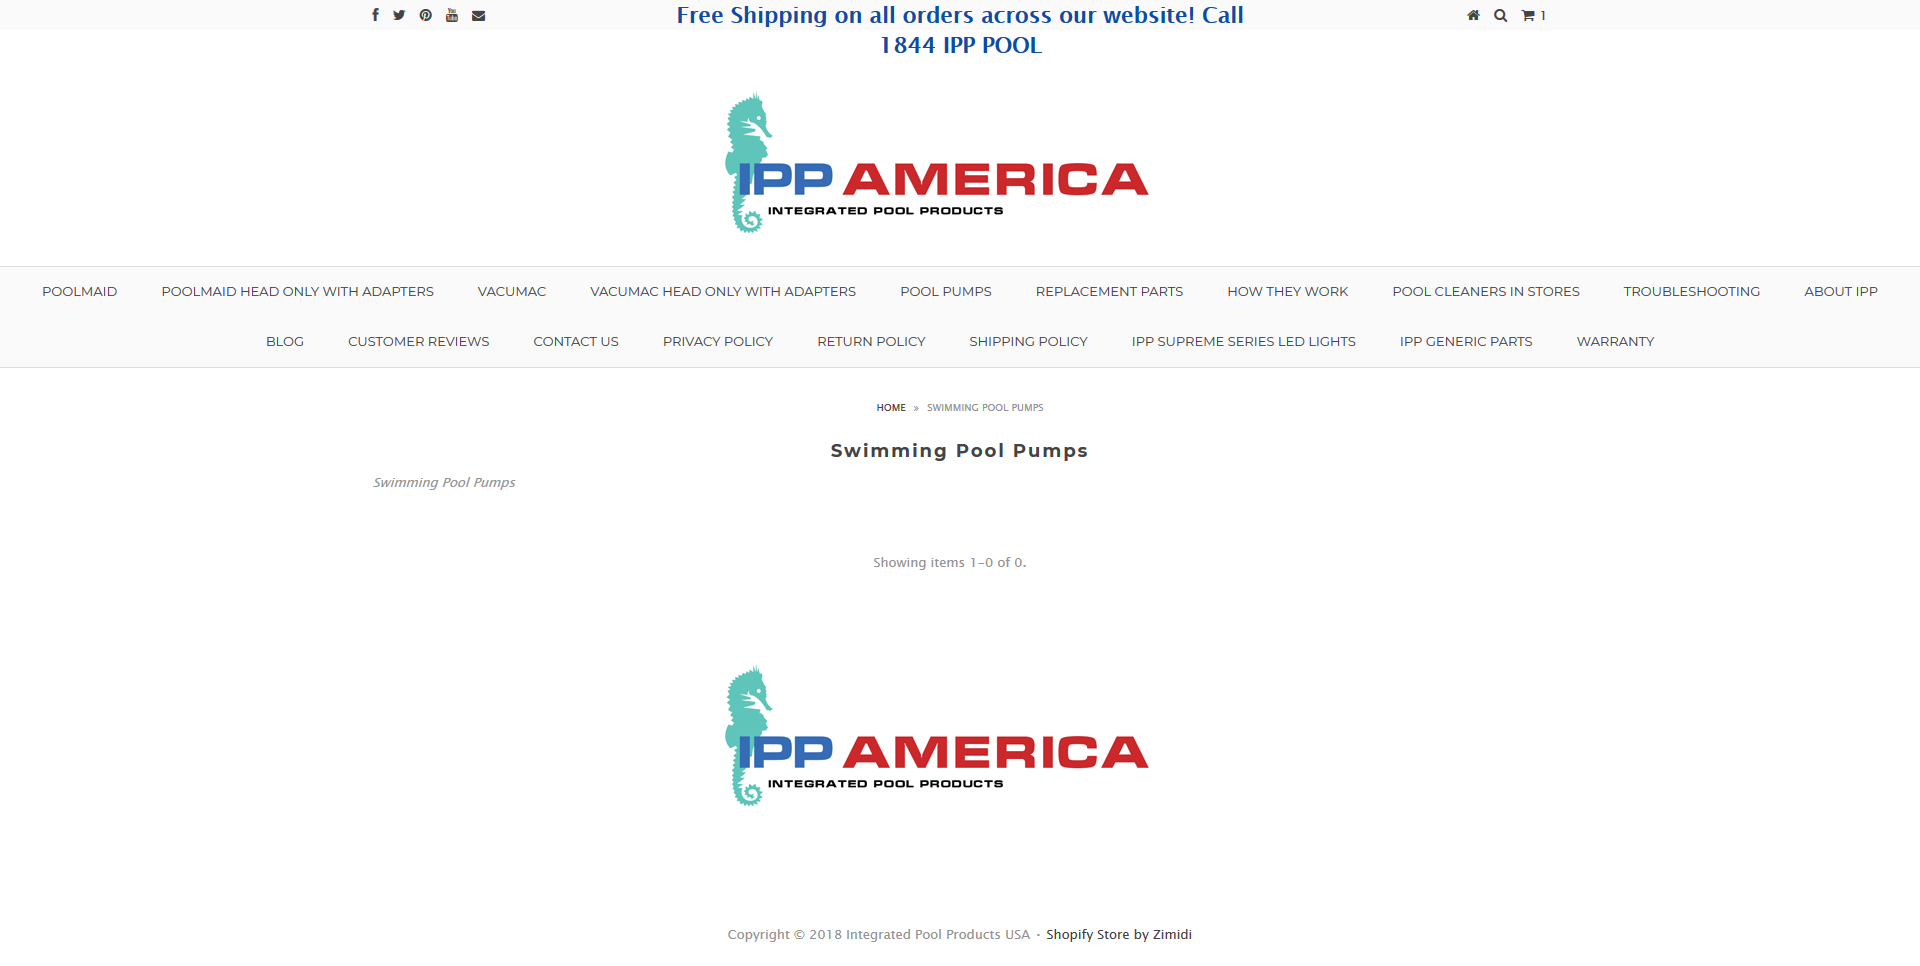 Free Shipping on all orders across our website! Call
1844 IPP POOL
1
IPP AMERICA
INTEGRATED POOL PRODUCTS
POOLMAID POOLMAID HEAD ONLY WITH ADAPTERS VACUMAC VACUMAC HEAD ONLY WITH ADAPTERS POOL PUMPS REPLACEMENT PARTS HOW THEY WORK POOL CLEANERS IN STORES TROUBLESHOOTING ABOUT IPP
BLOG CUSTOMER REVIEWS CONTACT US PRIVACY POLICY RETURN POLICY SHIPPING POLICY IPP SUPREME SERIES LED LIGHTS IPP GENERIC PARTS WARRANTY
HOME » SWIMMING POOL PUMPS
Swimming Pool Pumps
Swimming Pool Pumps
Showing items 1-0 of 0.
IPP AMERICA
INTEGRATED POOL PRODUCTS
Copyright © 2018 Integrated Pool Products USA • Shopify Store by Zimidi